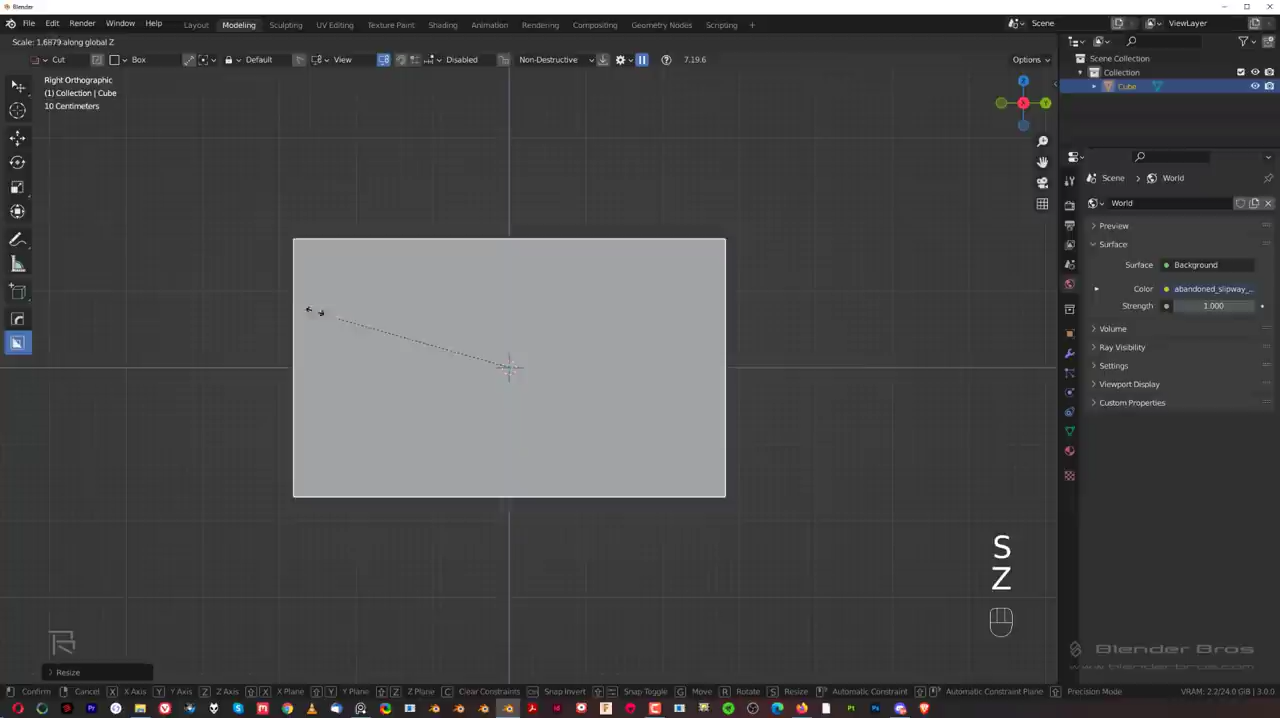 Blender
File Edit Render Window Help Layout Modeling Sculpting UV Editing Texture Paint Shading Animation Rendering Compositing Geometry Nodes Scripting Scene ViewLayer
Scale: 1.6879 along global Z
Cut Box Default View Disabled Non-Destructive 7.19.6 Options
Scene Collection
Collection
Cube
Right Orthographic
(1) Collection | Cube
10 Centimeters
Z
Y
X
Scene > World
World
Preview
Surface
Surface Background
Color abandoned_slipway_...
Strength 1.000
Volume
Ray Visibility
Settings
Viewport Display
Custom Properties
S
Z
Resize
Blender Bros
www.blender-bros.com
Confirm Cancel X X Axis Y Y Axis Z Z Axis X X Plane Y Y Plane Z Z Plane C Clear Constraints Snap Invert Snap Toggle G Move R Rotate S Resize Automatic Constraint Automatic Constraint Plane Precision Mode VRAM: 2.2/24.0 GiB | 3.0.0